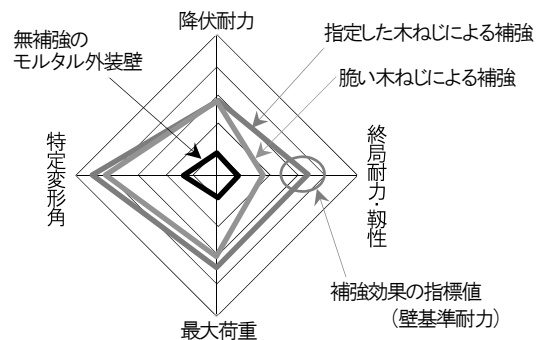 降伏耐力
無補強の
モルタル外装壁
指定した木ねじによる補強
脆い木ねじによる補強
特定変形角
終局耐力・靱性
補強効果の指標値
（壁基準耐力）
最大荷重